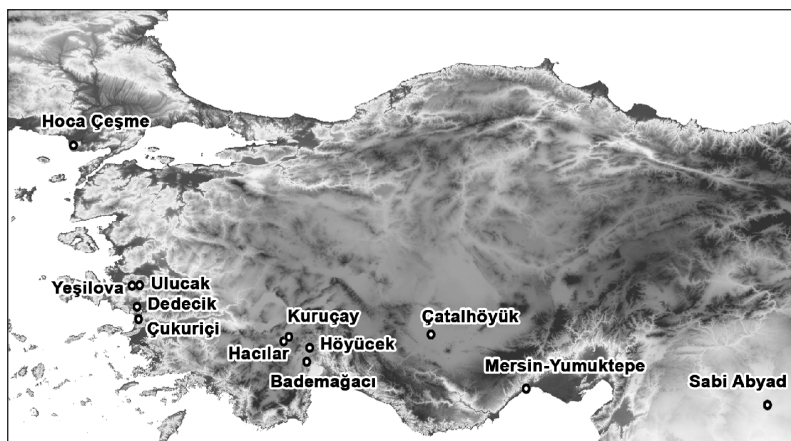 Hoca Çeşme
Yeşilova
Ulucak
Dedecik
Çukuriçi
Kuruçay
Hacılar
Höyücek
Bademağacı
Çatalhöyük
Mersin-Yumuktepe
Sabi Abyad